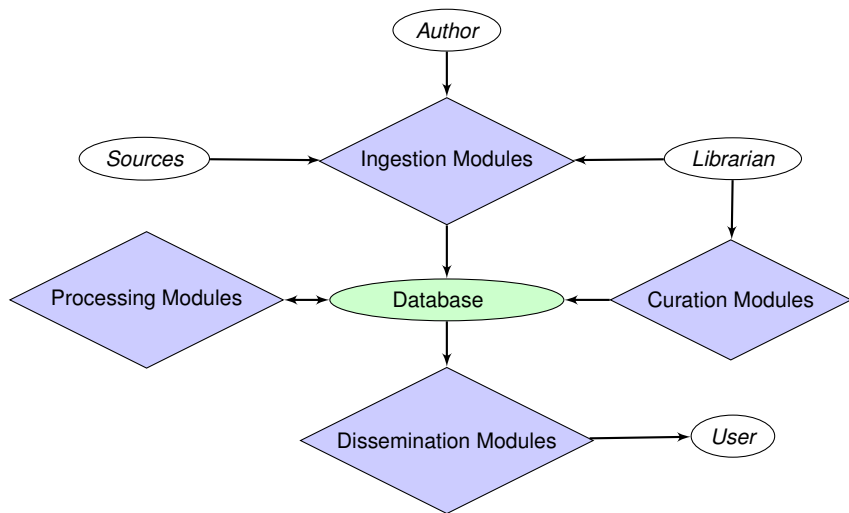 Author
Sources
Ingestion Modules
Librarian
Processing Modules
Database
Curation Modules
Dissemination Modules
User